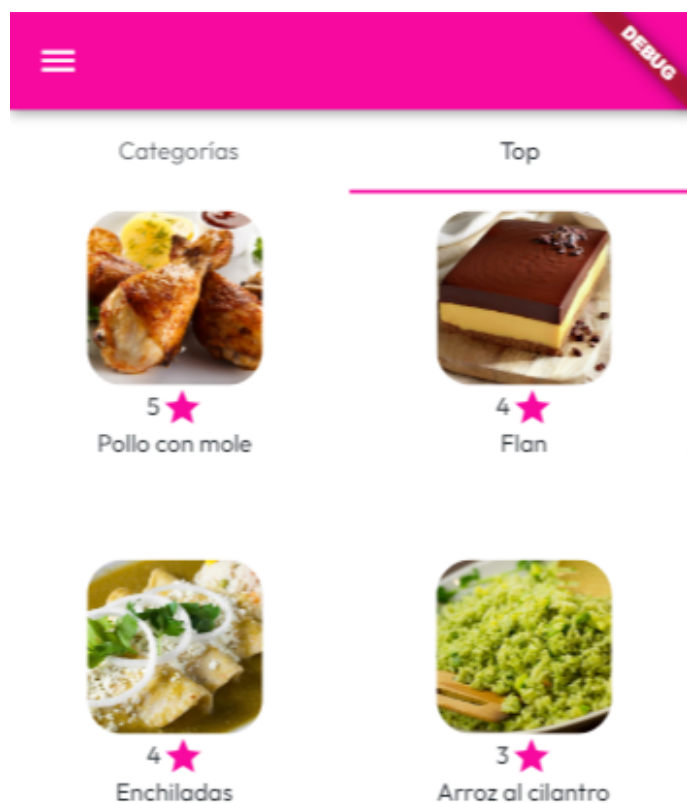 DEBUG
Categorías Top
5 4
Pollo con mole Flan
4 3
Enchiladas Arroz al cilantro